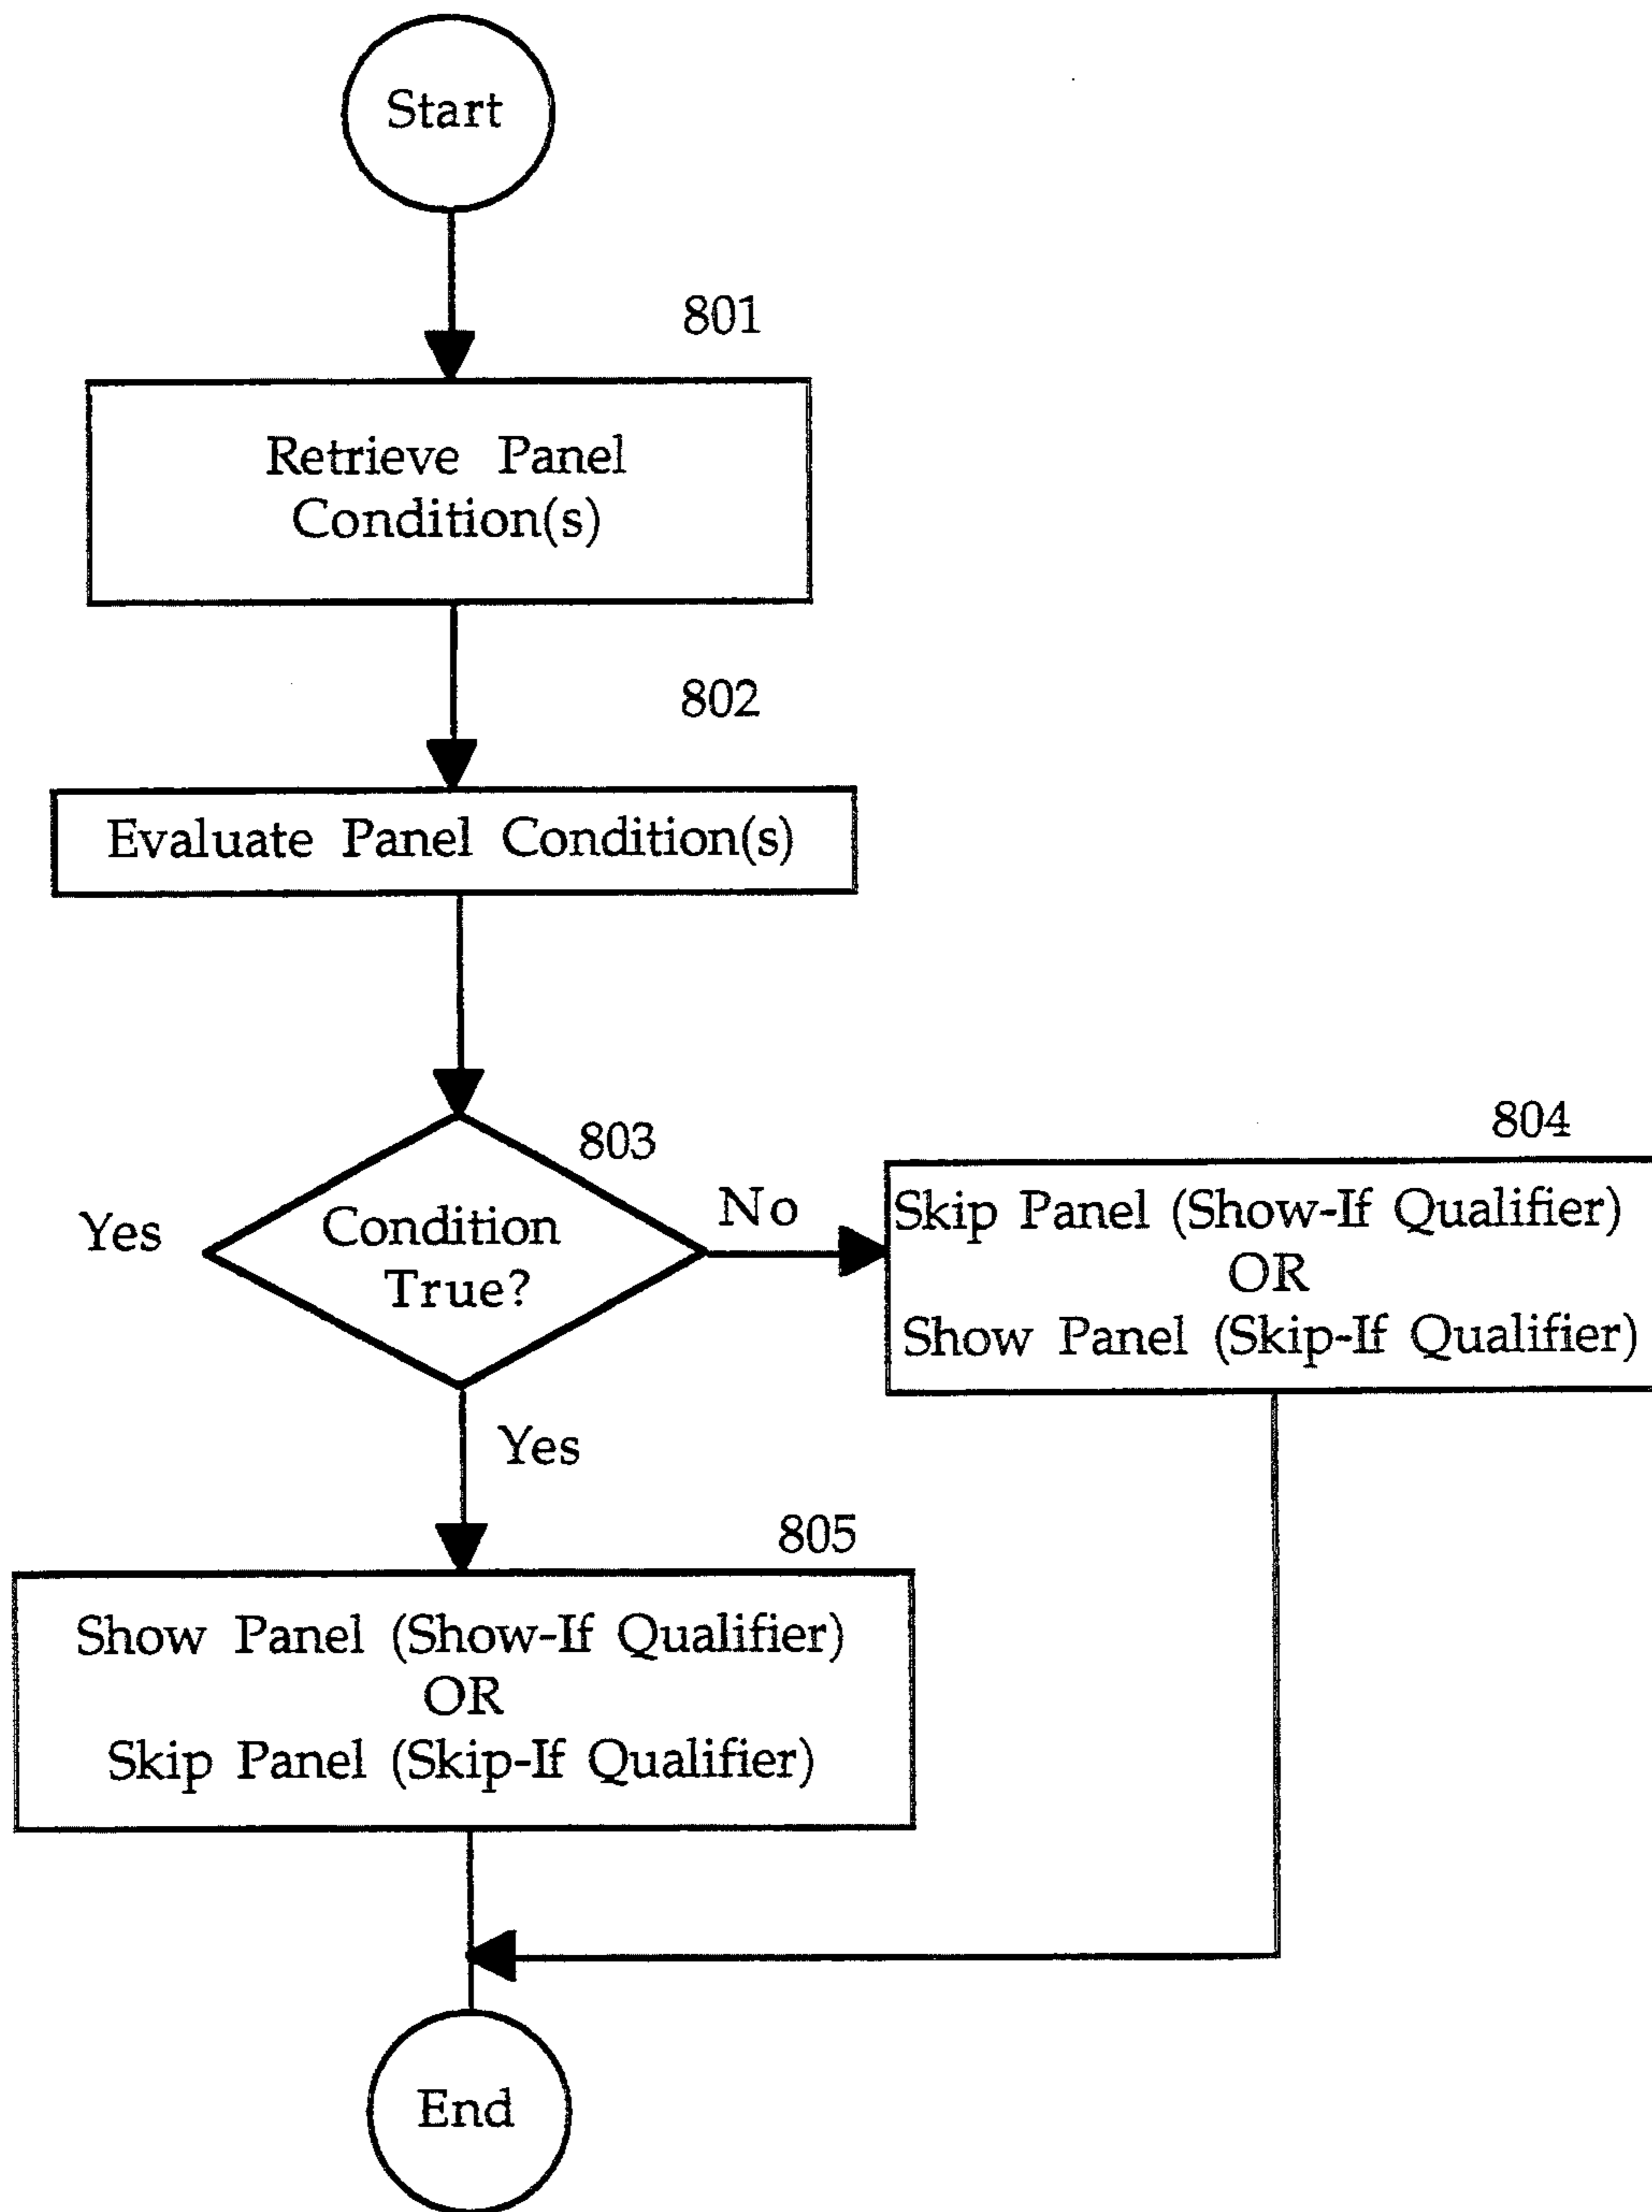 Start
801
Retrieve Panel
Condition(s)
802
Evaluate Panel Condition(s)
803
Yes
Condition
True?
No
804
Skip Panel (Show-If Qualifier)
OR
Show Panel (Skip-If Qualifier)
Yes
805
Show Panel (Show-If Qualifier)
OR
Skip Panel (Skip-If Qualifier)
End